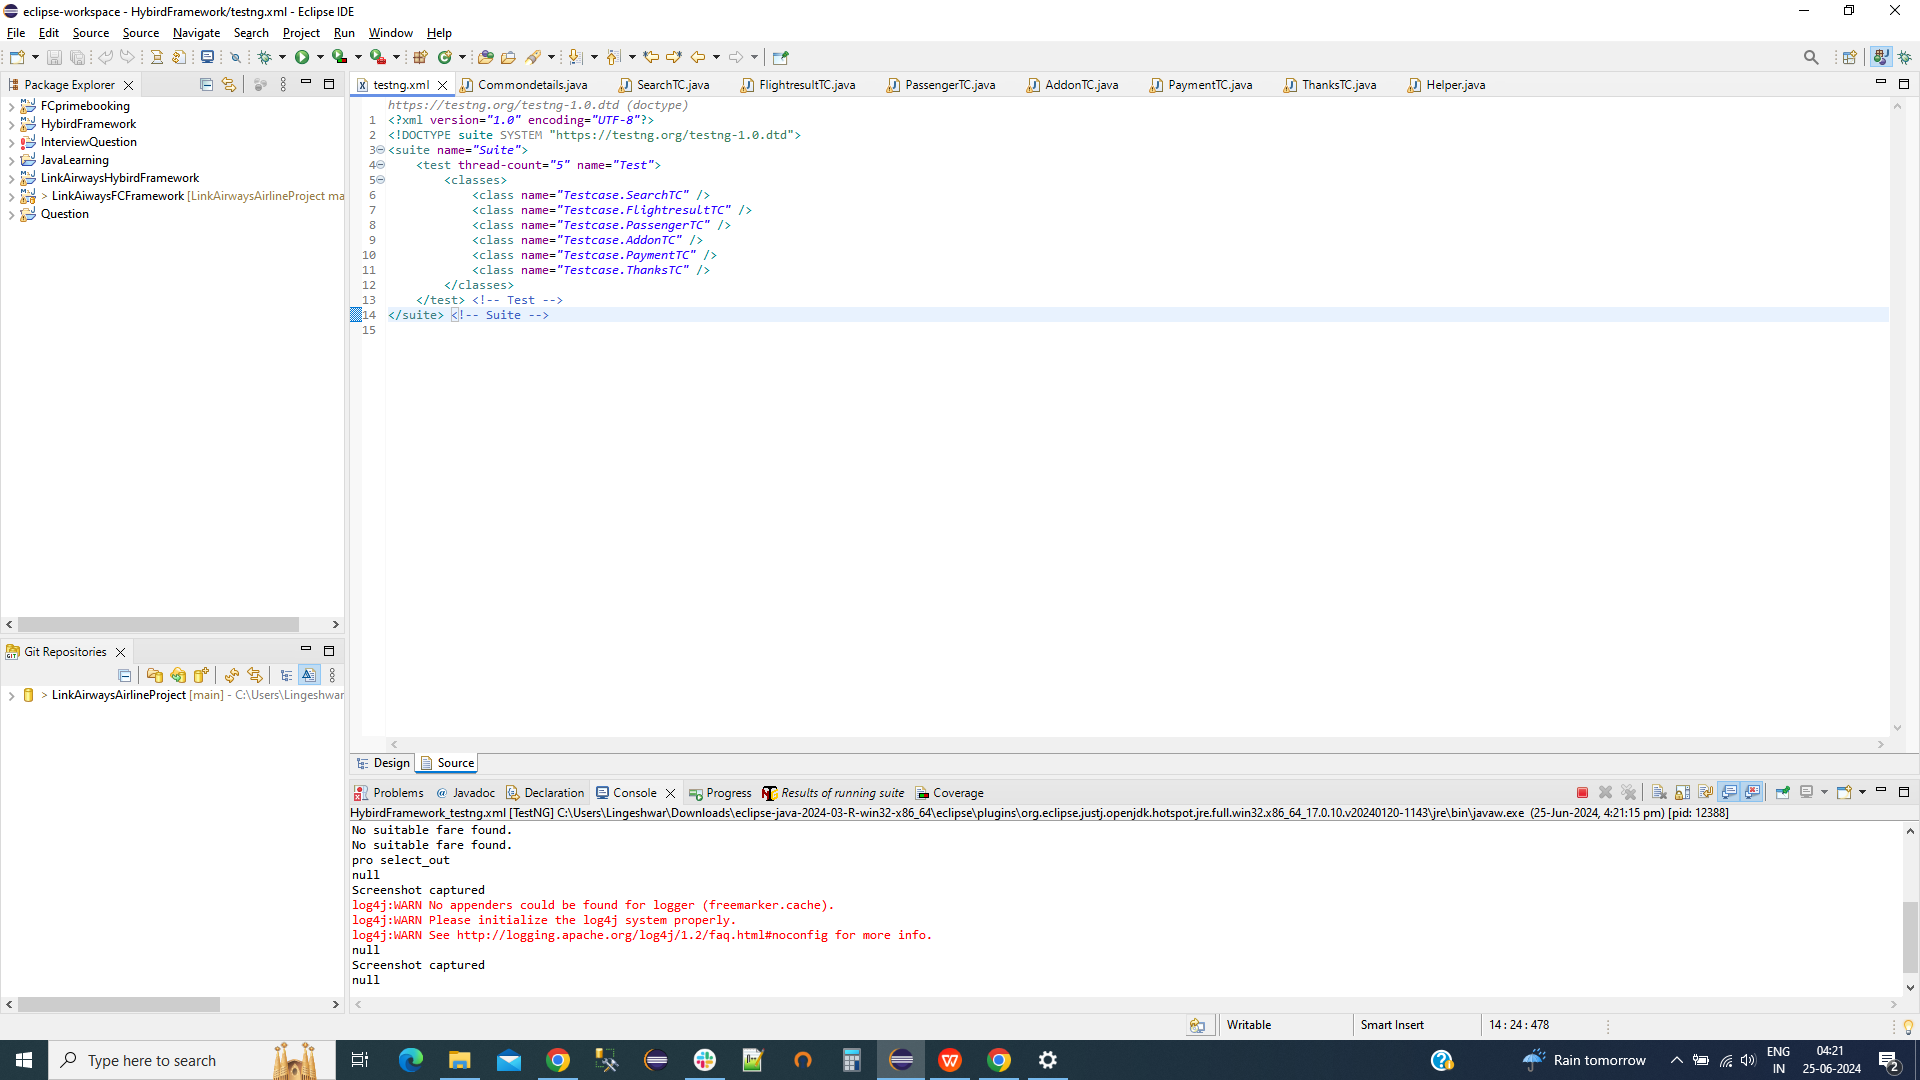 eclipse-workspace - HybirdFramework/testng.xml - Eclipse IDE
File Edit Source Source Navigate Search Project Run Window Help
Package Explorer
FCprimebooking
HybirdFramework
InterviewQuestion
JavaLearning
LinkAirwaysHybirdFramework
> LinkAiwaysFCFramework [LinkAirwaysAirlineProject ma
Question
Git Repositories
> LinkAirwaysAirlineProject [main] - C:\Users\Lingeshwar
testng.xml Commondetails.java SearchTC.java FlightresultTC.java PassengerTC.java AddonTC.java PaymentTC.java ThanksTC.java Helper.java
https://testng.org/testng-1.0.dtd (doctype)
1 <?xml version="1.0" encoding="UTF-8"?>
2 <!DOCTYPE suite SYSTEM "https://testng.org/testng-1.0.dtd">
3 <suite name="Suite">
4 <test thread-count="5" name="Test">
5 <classes>
6 <class name="Testcase.SearchTC" />
7 <class name="Testcase.FlightresultTC" />
8 <class name="Testcase.PassengerTC" />
9 <class name="Testcase.AddonTC" />
10 <class name="Testcase.PaymentTC" />
11 <class name="Testcase.ThanksTC" />
12 </classes>
13 </test> <!-- Test -->
14 </suite> <!-- Suite -->
15
Design Source
Problems Javadoc Declaration Console Progress Results of running suite Coverage
HybirdFramework_testng.xml [TestNG] C:\Users\Lingeshwar\Downloads\eclipse-java-2024-03-R-win32-x86_64\eclipse\plugins\org.eclipse.justj.openjdk.hotspot.jre.full.win32.x86_64_17.0.10.v20240120-1143\jre\bin\javaw.exe (25-Jun-2024, 4:21:15 pm) [pid: 12388]
No suitable fare found.
No suitable fare found.
pro select_out
null
Screenshot captured
log4j:WARN No appenders could be found for logger (freemarker.cache).
log4j:WARN Please initialize the log4j system properly.
log4j:WARN See http://logging.apache.org/log4j/1.2/faq.html#noconfig for more info.
null
Screenshot captured
null
Writable Smart Insert 14 : 24 : 478
Type here to search
Rain tomorrow
ENG
IN
04:21
25-06-2024
2